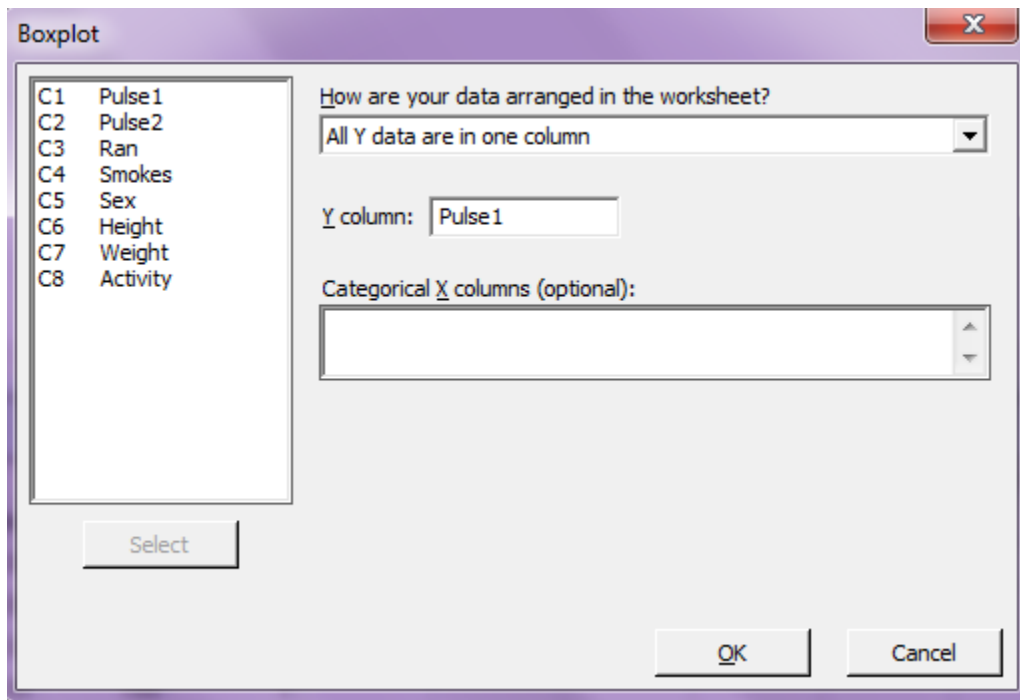 Boxplot
C1 Pulse1
C2 Pulse2
C3 Ran
C4 Smokes
C5 Sex
C6 Height
C7 Weight
C8 Activity
Select
How are your data arranged in the worksheet?
All Y data are in one column
Y column: Pulse1
Categorical X columns (optional):
OK
Cancel